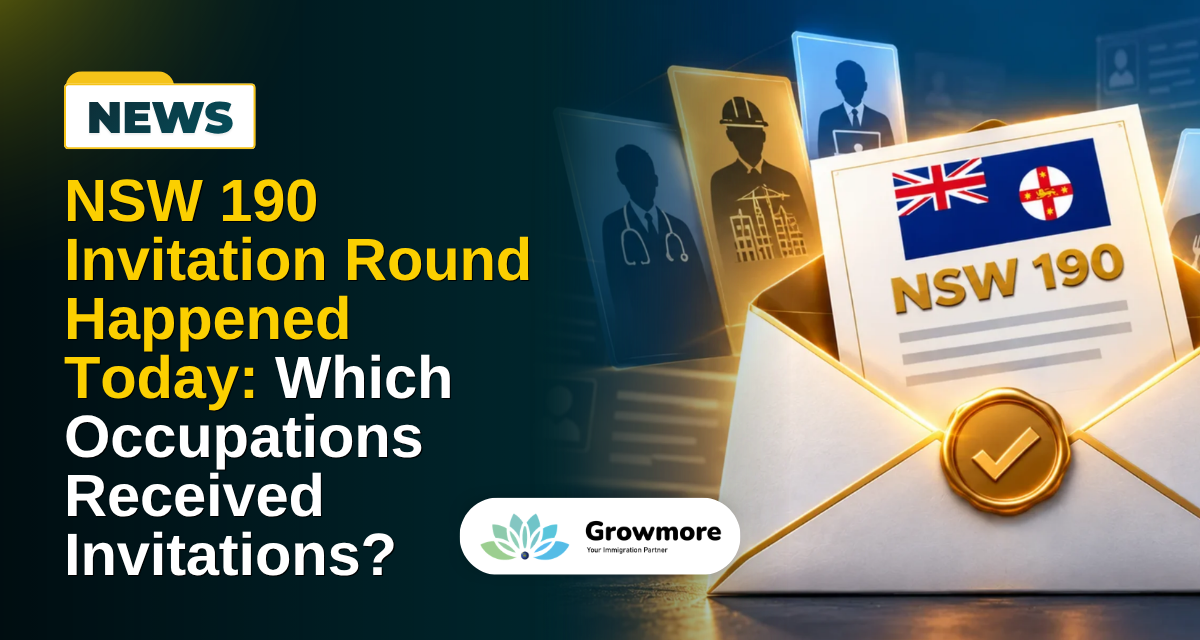 NEWS
NSW 190
Invitation Round
Happened
Today: Which
Occupations
Received
Invitations?
NSW 190
Growmore
Your Immigration Partner